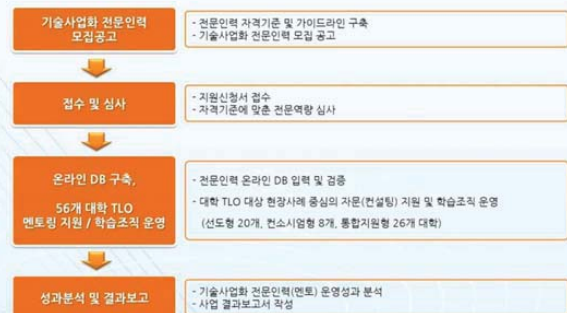 기술사업화 전문인력
모집공고
- 전문인력 자격기준 및 가이드라인 구축
- 기술사업화 전문인력 모집 공고
접수 및 심사
- 지원신청서 접수
- 자격기준에 맞춘 전문역량 심사
온라인 DB 구축,
56개 대학 TLO
멘토링 지원 / 학습조직 운영
- 전문인력 온라인 DB 입력 및 검증
- 대학 TLO 대상 현장사례 중심의 자문(컨설팅) 지원 및 학습조직 운영
(선도형 20개, 컨소시엄형 8개, 통합지원형 26개 대학)
성과분석 및 결과보고
- 기술사업화 전문인력(멘토) 운영성과 분석
- 사업 결과보고서 작성